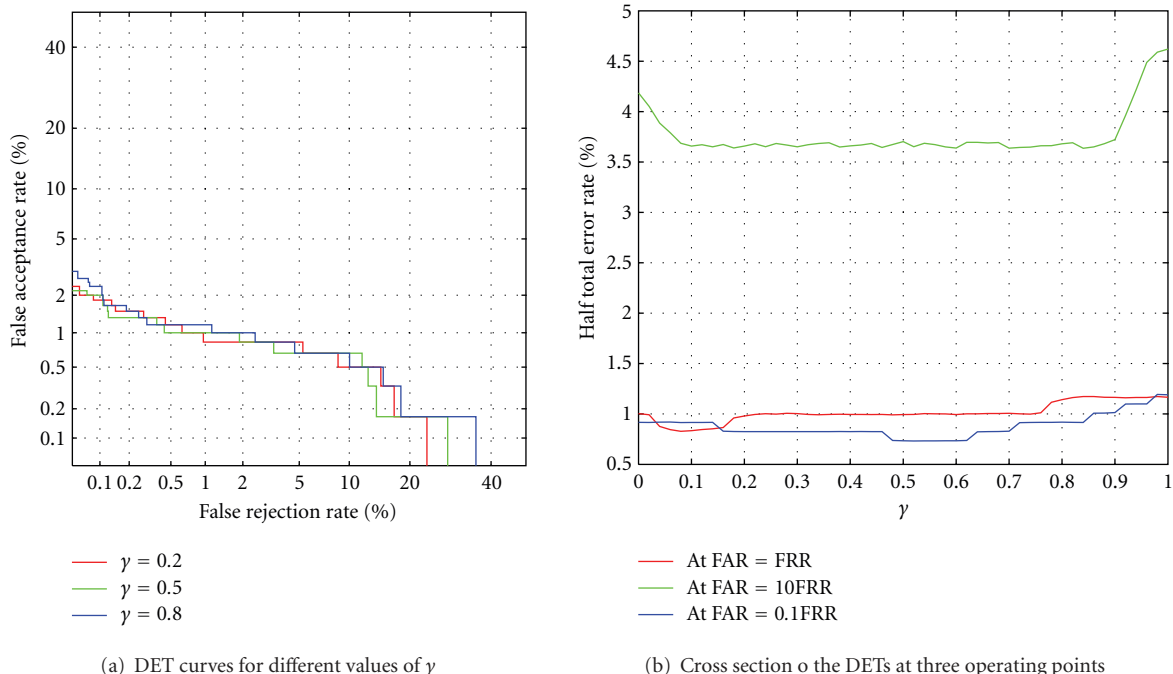 40
20
10
5
2
1
0.5
0.2
0.1
False acceptance rate (%)
0.1 0.2 0.5 1 2 5 10 20 40
False rejection rate (%)
γ = 0.2
γ = 0.5
γ = 0.8
(a) DET curves for different values of γ
5
4.5
4
3.5
3
2.5
2
1.5
1
0.5
Half total error rate (%)
0 0.1 0.2 0.3 0.4 0.5 0.6 0.7 0.8 0.9 1
γ
At FAR = FRR
At FAR = 10FRR
At FAR = 0.1FRR
(b) Cross section o the DETs at three operating points